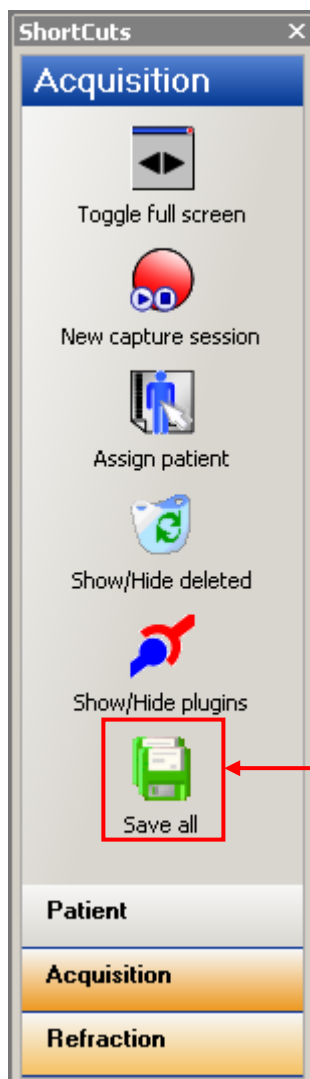 ShortCuts
Acquisition
Toggle full screen
New capture session
Assign patient
Show/Hide deleted
Show/Hide plugins
Save all
Patient
Acquisition
Refraction